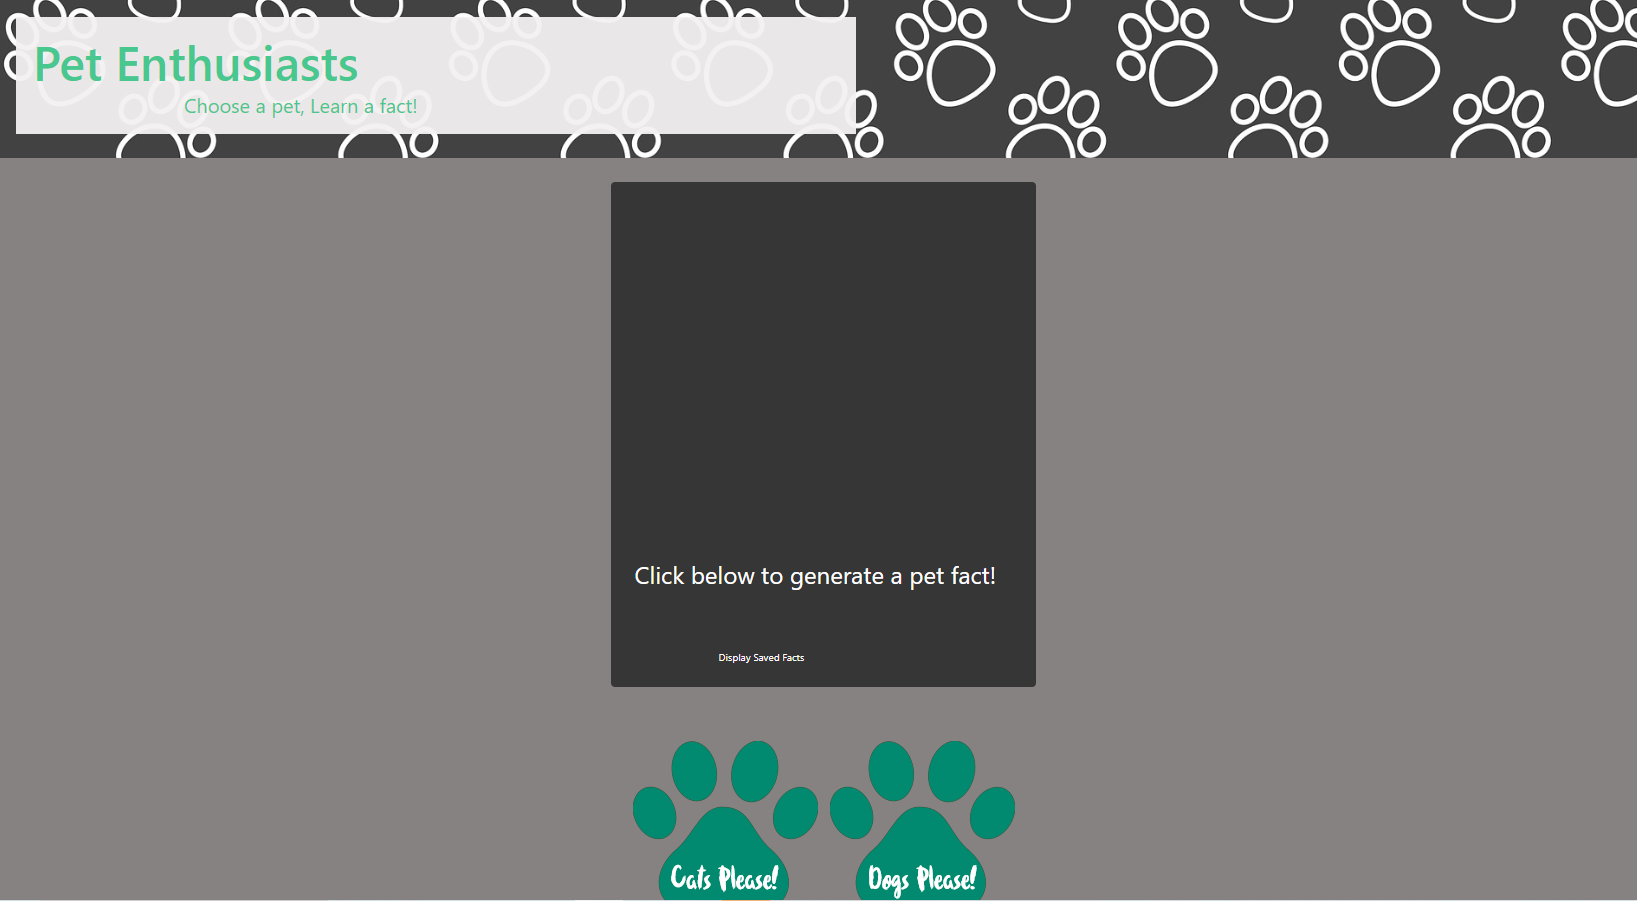 Pet Enthusiasts
Choose a pet, Learn a fact!
Click below to generate a pet fact!
Display Saved Facts
Cats Please! Dogs Please!